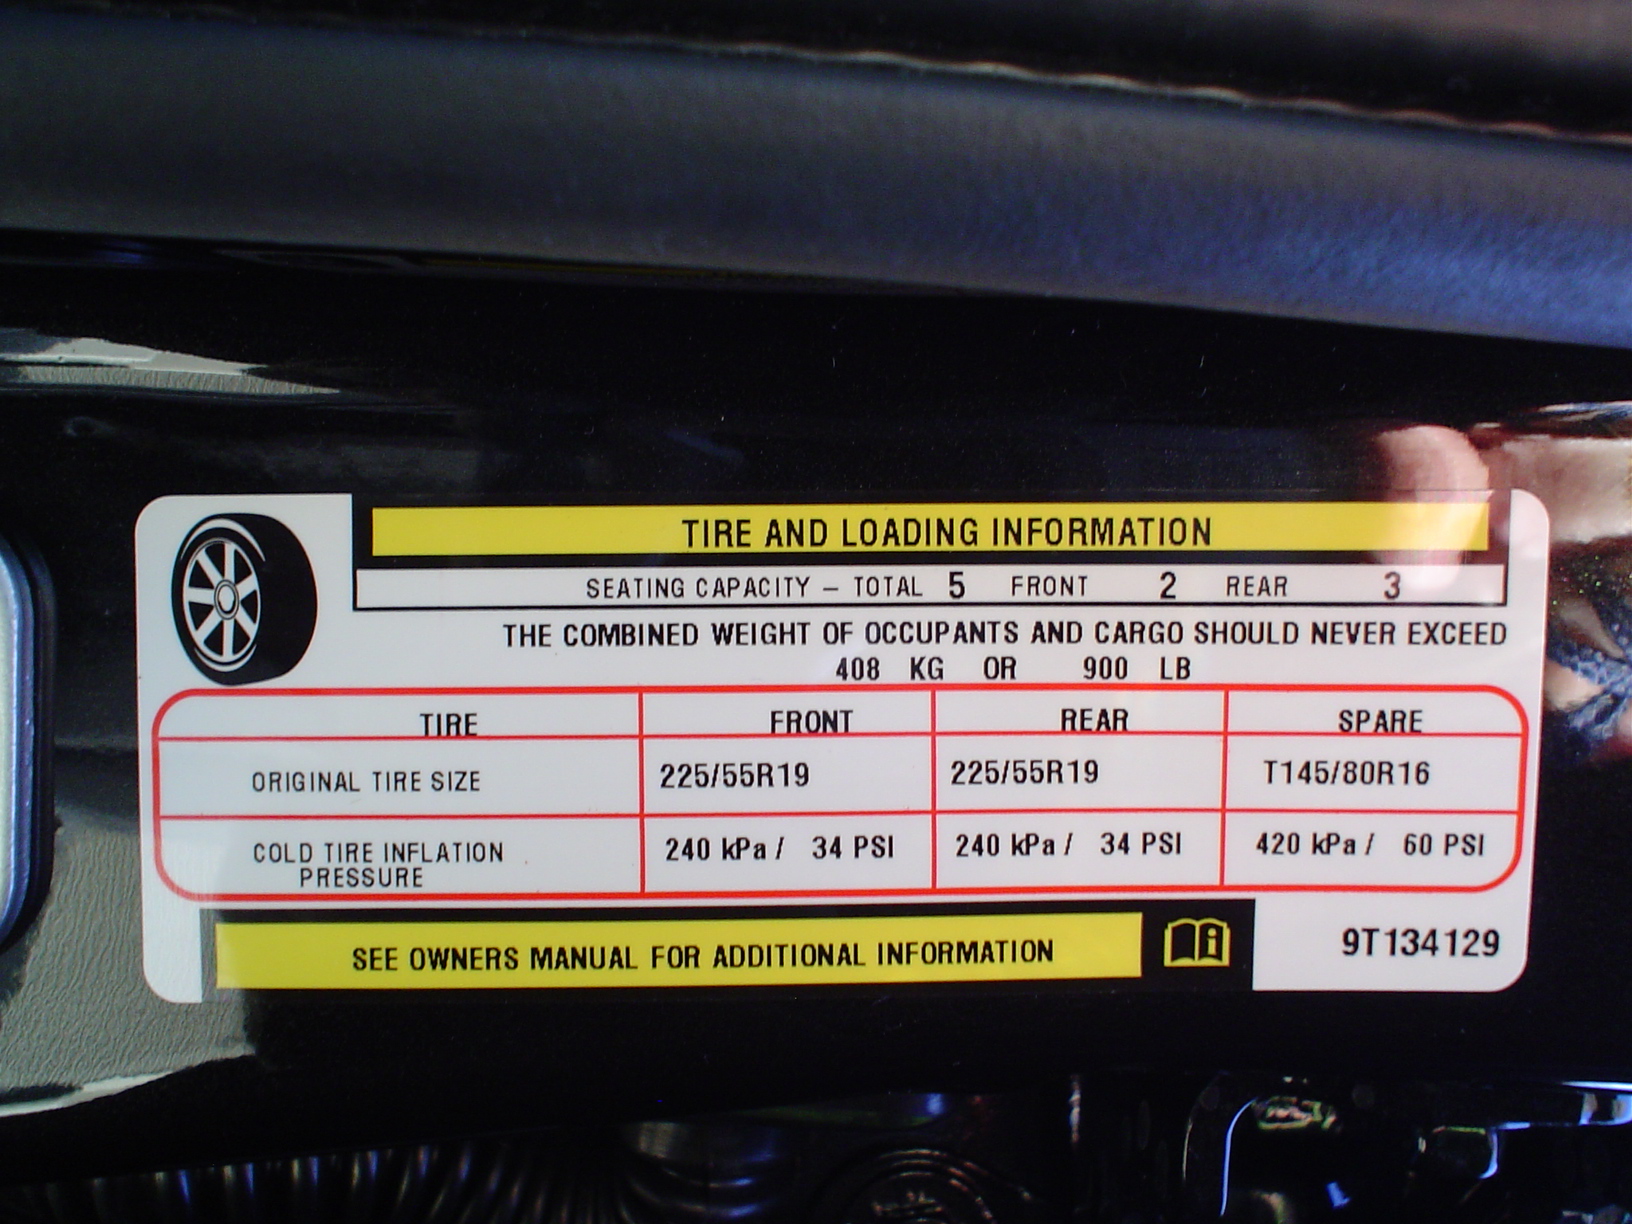 TIRE AND LOADING INFORMATION
SEATING CAPACITY – TOTAL 5 FRONT 2 REAR 3
THE COMBINED WEIGHT OF OCCUPANTS AND CARGO SHOULD NEVER EXCEED
408 KG OR 900 LB
TIRE FRONT REAR SPARE
ORIGINAL TIRE SIZE 225/55R19 225/55R19 T145/80R16
COLD TIRE INFLATION PRESSURE 240 kPa / 34 PSI 240 kPa / 34 PSI 420 kPa / 60 PSI
SEE OWNERS MANUAL FOR ADDITIONAL INFORMATION
9T134129